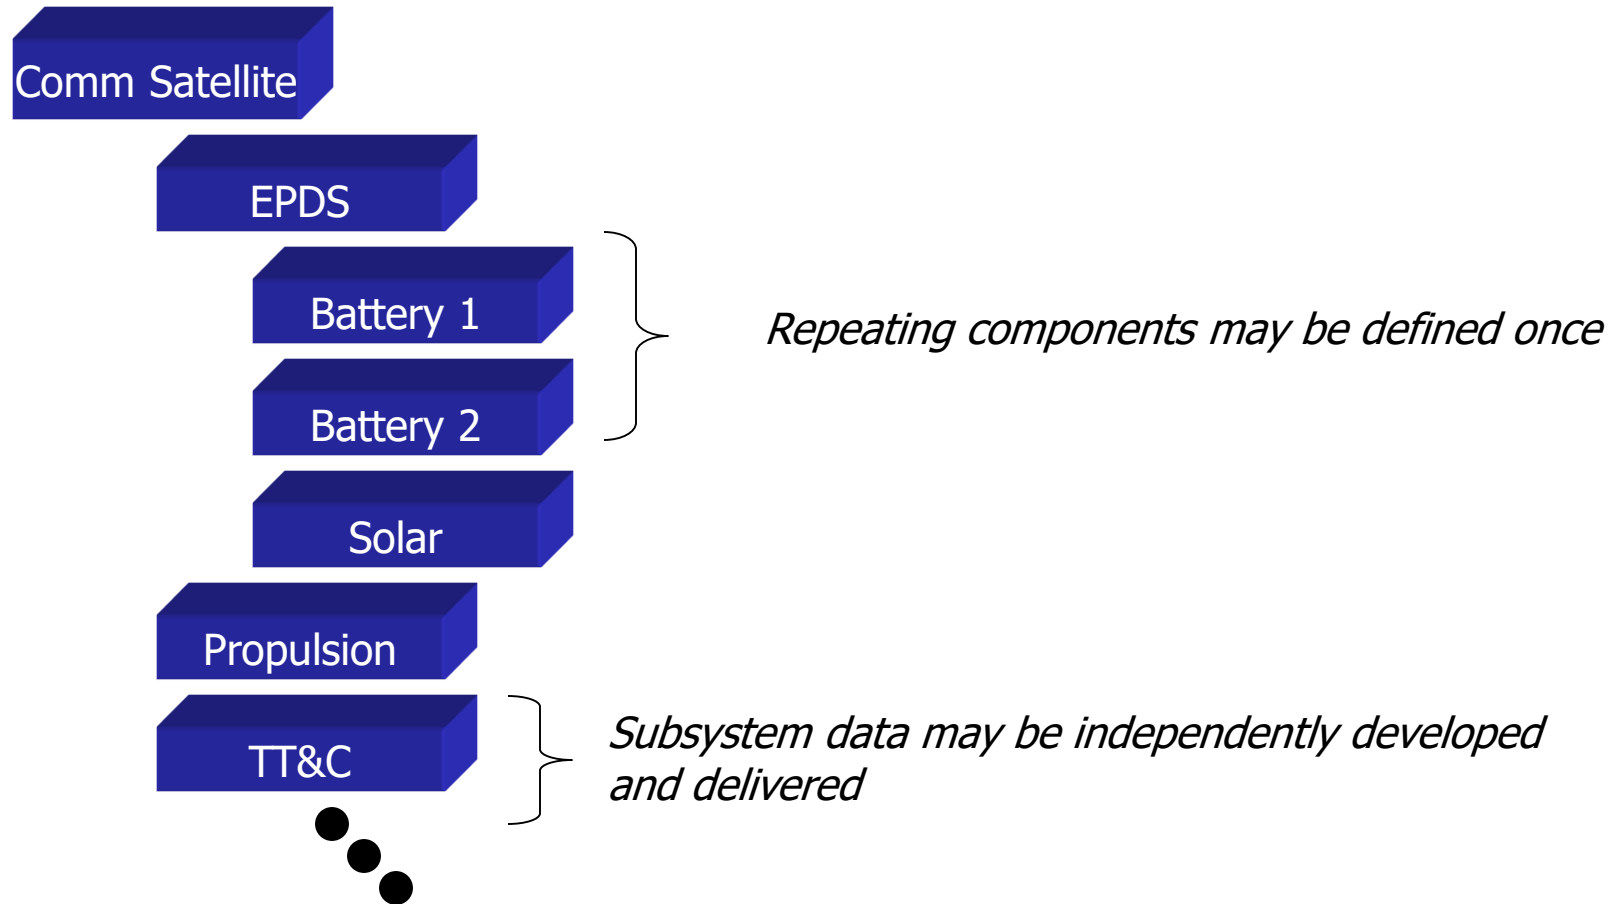 Comm Satellite
EPDS
Battery 1
Battery 2
Repeating components may be defined once
Solar
Propulsion
TT&C
Subsystem data may be independently developed
and delivered